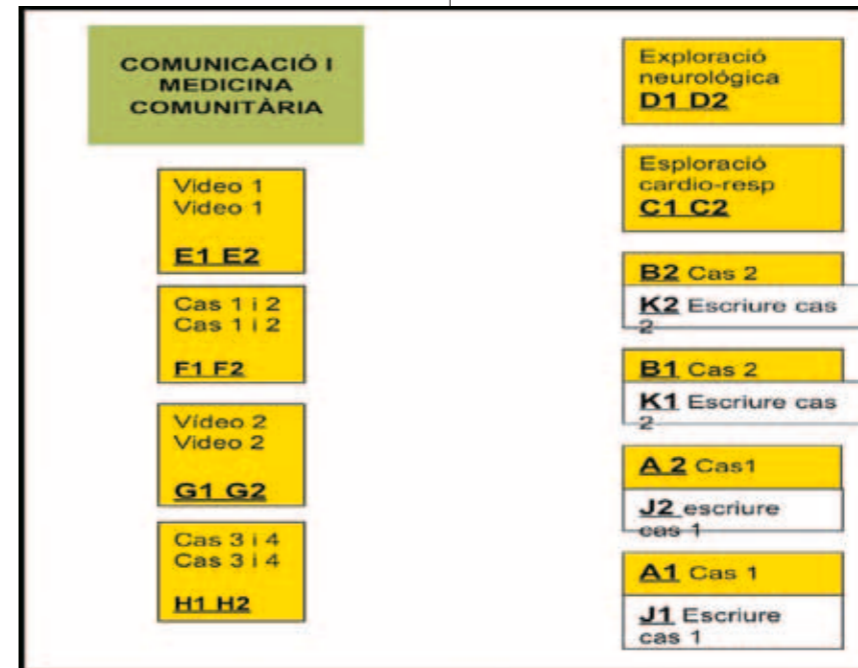 COMUNICACIÓ I
MEDICINA
COMUNITÀRIA
Video 1
Video 1
E1 E2
Cas 1 i 2
Cas 1 i 2
F1 F2
Vídeo 2
Video 2
G1 G2
Cas 3 i 4
Cas 3 i 4
H1 H2
Exploració
neurológica
D1 D2
Esploració
cardio-resp
C1 C2
B2 Cas 2
K2 Escriure cas
2
B1 Cas 2
K1 Escriure cas
2
A 2 Cas1
J2 escriure
cas 1
A1 Cas 1
J1 Escriure
cas 1